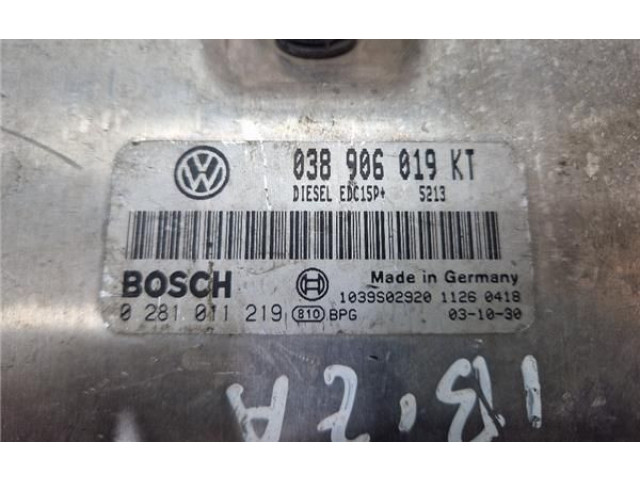 038 906 019 KT
DIESEL EDC15P+ 5213
BOSCH
Made in Germany
1039S02920 1126 0418
0 281 011 219 810 BPG 03-10-30